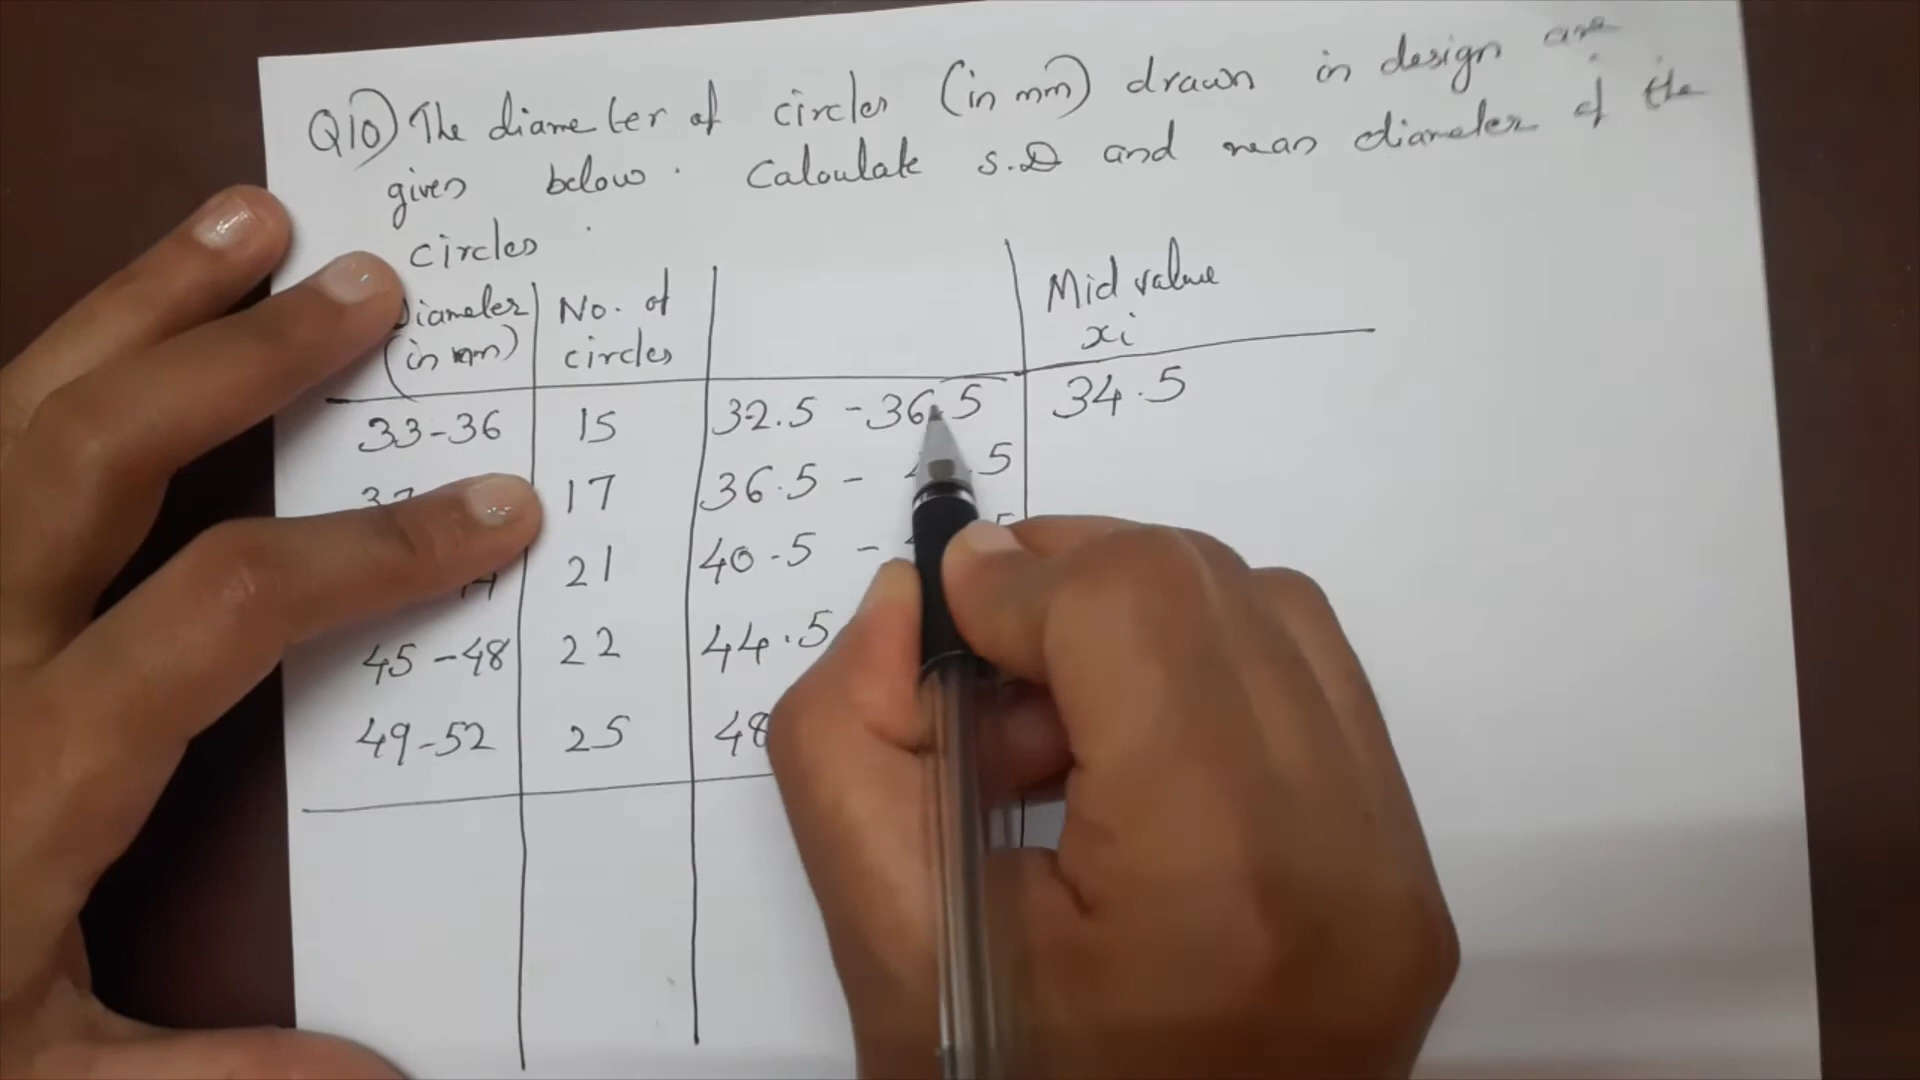 Q10) The diameter of circles (in mm) drawn in design are
given below. Calculate S.D and mean diameter of the
circles
Diameter (in mm) No. of circles Mid value xi
33-36 15 32.5 - 36.5 34.5
37 17 36.5 - .5
21 40.5 - 5
45-48 22 44.5
49-52 25 48